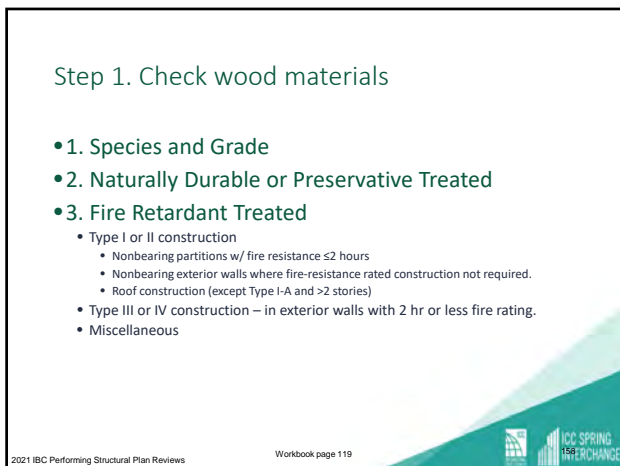 Step 1. Check wood materials
•1. Species and Grade
•2. Naturally Durable or Preservative Treated
•3. Fire Retardant Treated
• Type I or II construction
• Nonbearing partitions w/ fire resistance ≤2 hours
• Nonbearing exterior walls where fire-resistance rated construction not required.
• Roof construction (except Type I-A and >2 stories)
• Type III or IV construction – in exterior walls with 2 hr or less fire rating.
• Miscellaneous
2021 IBC Performing Structural Plan Reviews
Workbook page 119
ICC SPRING
INTERCHANGE